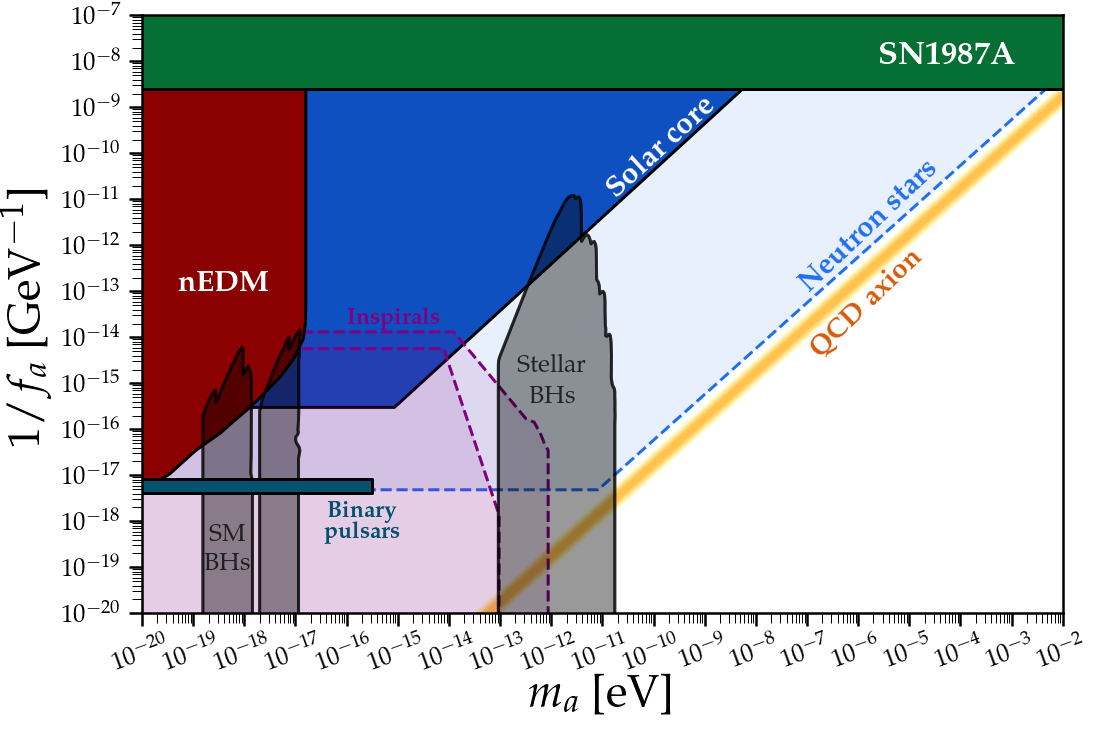 10⁻⁷
10⁻⁸
10⁻⁹
10⁻¹⁰
10⁻¹¹
10⁻¹²
10⁻¹³
10⁻¹⁴
10⁻¹⁵
10⁻¹⁶
10⁻¹⁷
10⁻¹⁸
10⁻¹⁹
10⁻²⁰
1/fₐ [GeV⁻¹]
SN1987A
Solar core
nEDM
Neutron stars
QCD axion
Inspirals
Stellar
BHs
Binary
pulsars
SM
BHs
10⁻²⁰ 10⁻¹⁹ 10⁻¹⁸ 10⁻¹⁷ 10⁻¹⁶ 10⁻¹⁵ 10⁻¹⁴ 10⁻¹³ 10⁻¹² 10⁻¹¹ 10⁻¹⁰ 10⁻⁹ 10⁻⁸ 10⁻⁷ 10⁻⁶ 10⁻⁵ 10⁻⁴ 10⁻³ 10⁻²
mₐ [eV]